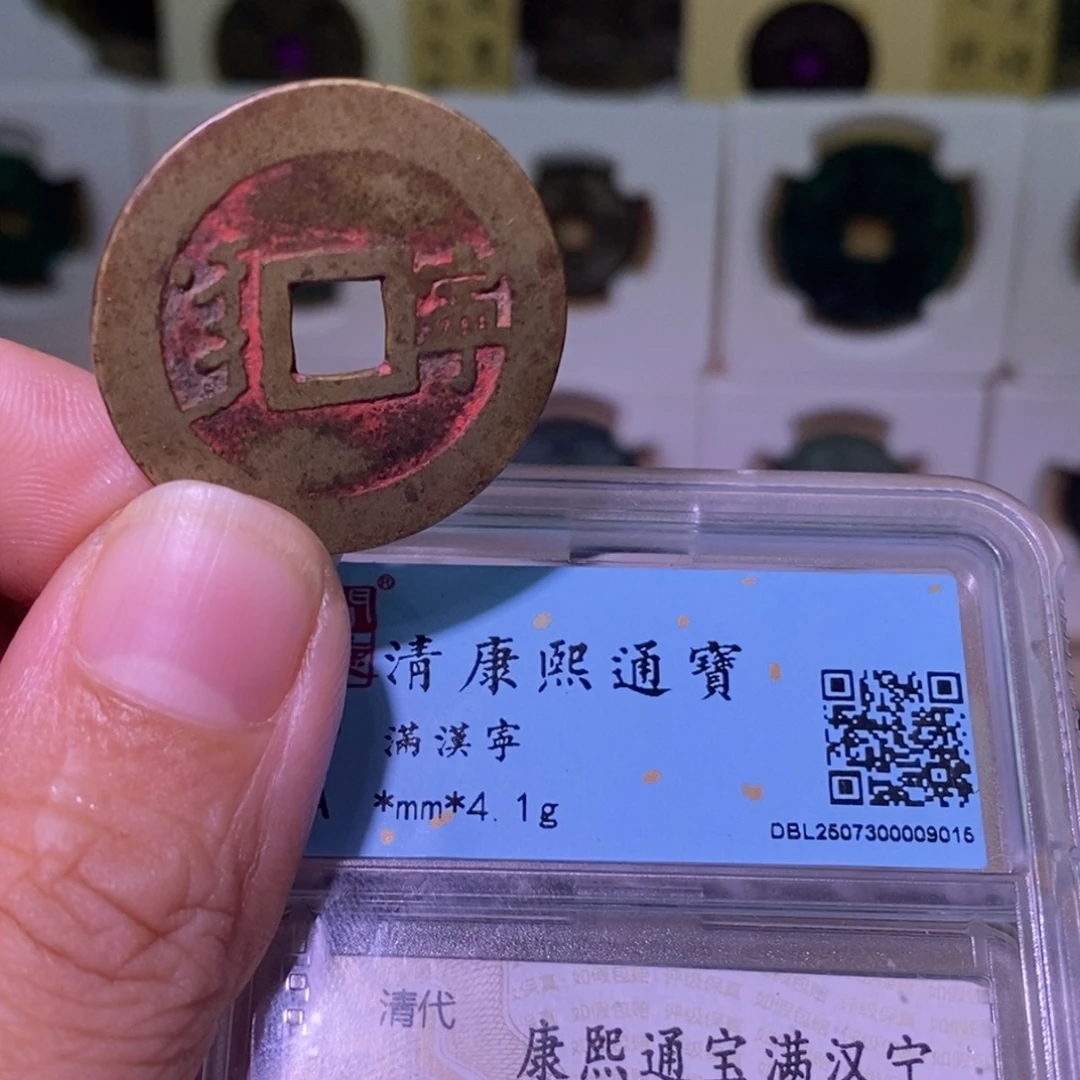 寧
清康熙通寶
滿漢寜
*mm*4.1g
DBL2507300009015
清代
康熙通宝满汉宁